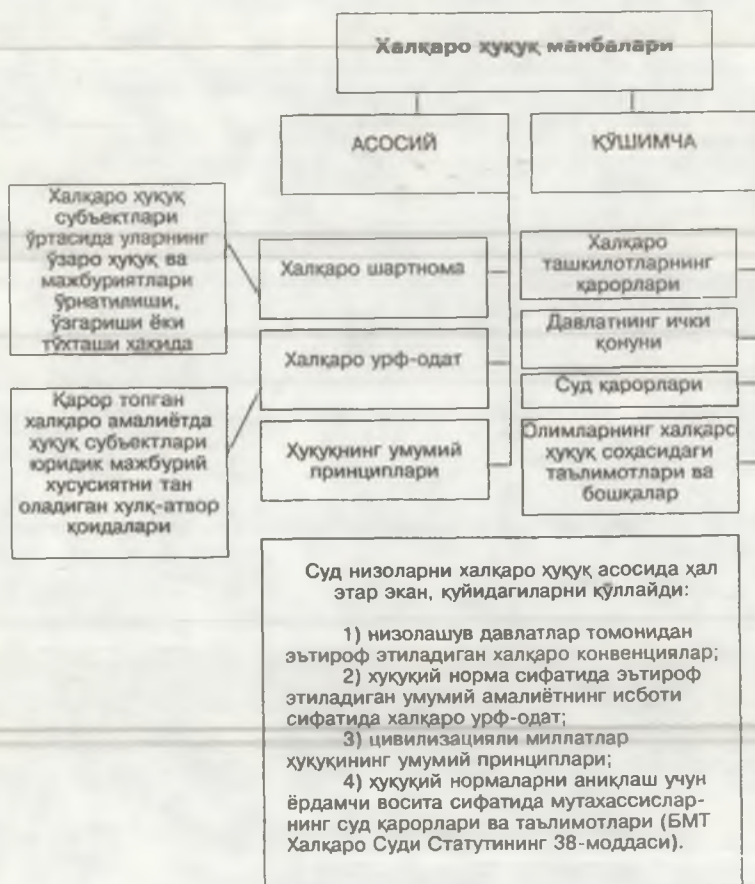 Халқаро ҳуқуқ манбалари
АСОСИЙ
ҚЎШИМЧА
Халқаро ҳуқуқ
субъектлари
ўртасида уларнинг
ўзаро ҳуқуқ ва
мажбуриятлари
ўрнатилиши,
ўзгариши ёки
тўхташи ҳақида
Халқаро шартнома
Халқаро
ташкилотларнинг
қарорлари
Халқаро урф-одат
Давлатнинг ички
қонуни
Суд қарорлари
Қарор топган
халқаро амалиётда
ҳуқуқ субъектлари
юридик мажбурий
хусусиятни тан
оладиган хулқ-атвор
қоидалари
Ҳуқуқнинг умумий
принциплари
Олимларнинг халқаро
ҳуқуқ соҳасидаги
таълимотлари ва
бошқалар
Суд низоларни халқаро ҳуқуқ асосида ҳал
этар экан, қуйидагиларни қўллайди:
1) низолашув давлатлар томонидан
эътироф этиладиган халқаро конвенциялар;
2) ҳуқуқий норма сифатида эътироф
этиладиган умумий амалиётнинг исботи
сифатида халқаро урф-одат;
3) цивилизацияли миллатлар
ҳуқуқининг умумий принциплари;
4) ҳуқуқий нормаларни аниқлаш учун
ёрдамчи восита сифатида мутахассислар-
нинг суд қарорлари ва таълимотлари (БМТ
Халқаро Суди Статутининг 38-моддаси).